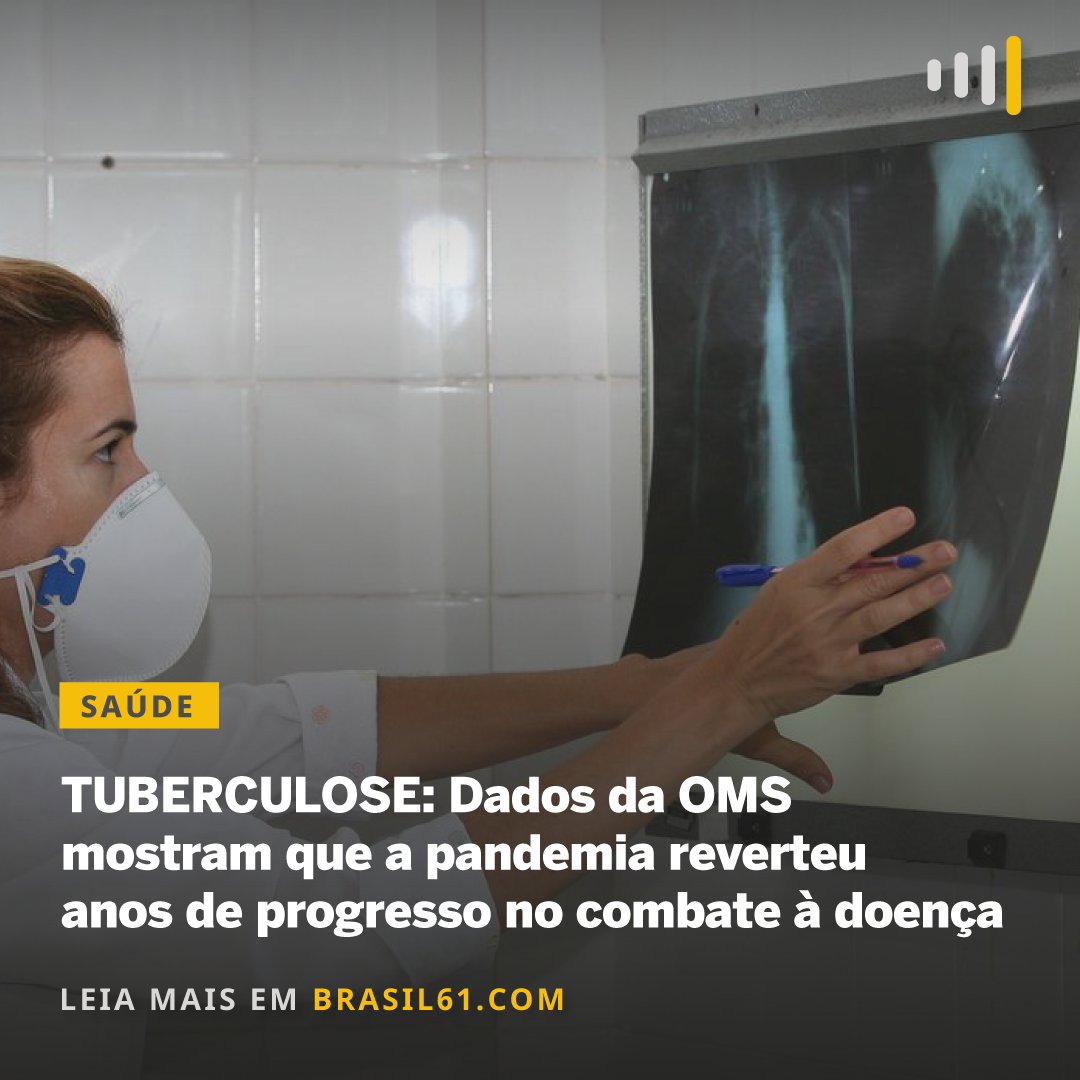 SAÚDE
TUBERCULOSE: Dados da OMS
mostram que a pandemia reverteu
anos de progresso no combate à doença
LEIA MAIS EM BRASIL61.COM